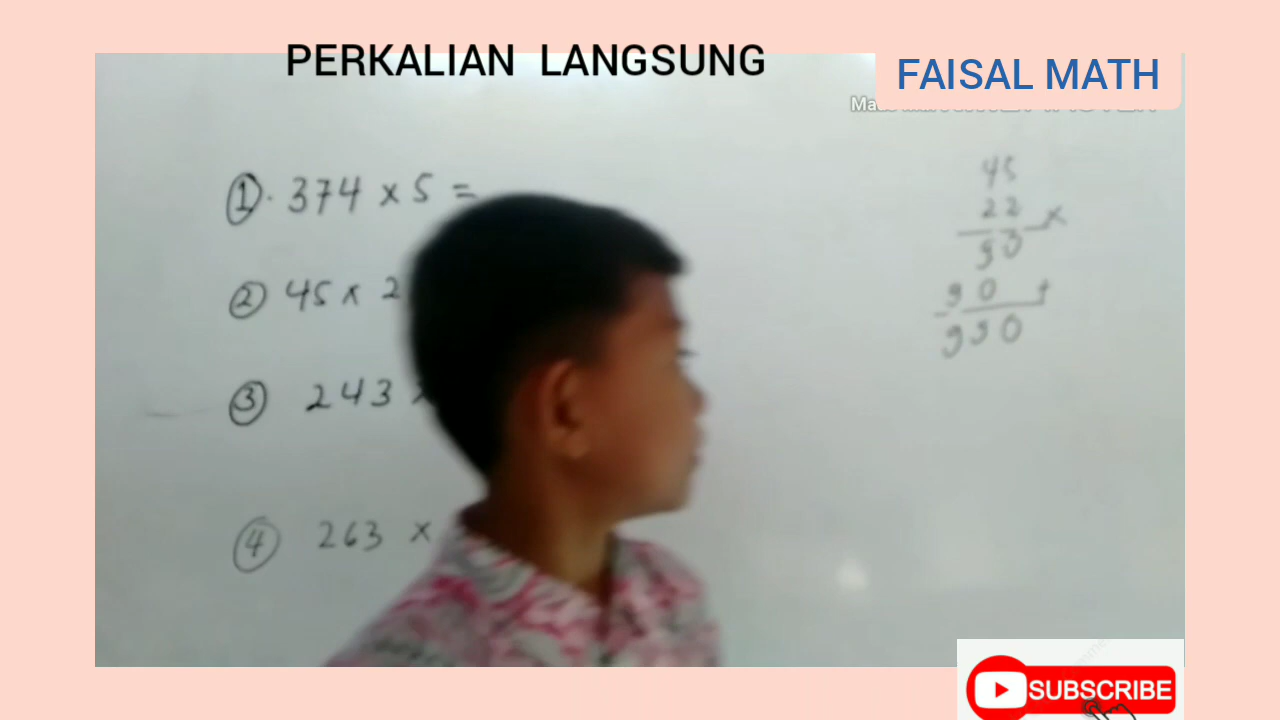 PERKALIAN LANGSUNG
FAISAL MATH
1. 374 x 5 =
2 45 x 2
3 243 x
4 263 x
45
22 x
90
90 +
990
SUBSCRIBE